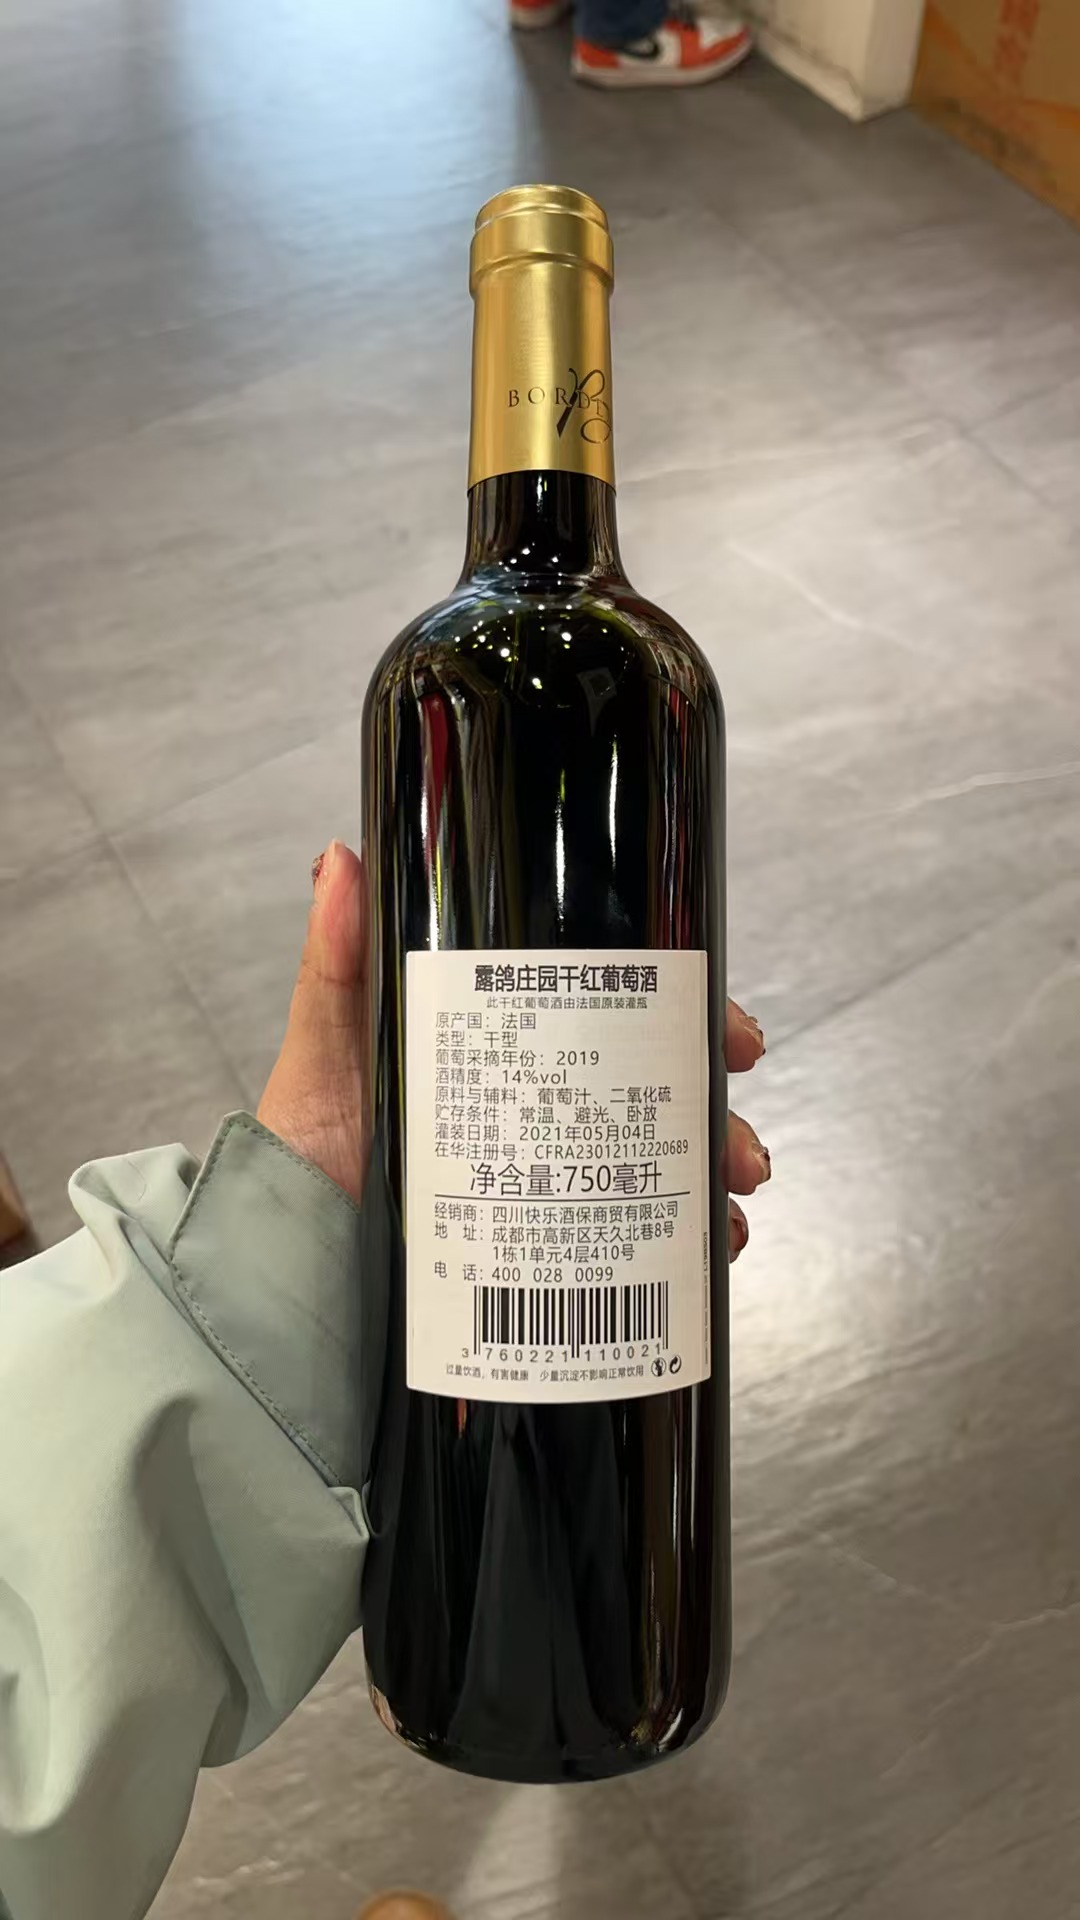 BORD
露鸽庄园干红葡萄酒
此干红葡萄酒由法国原装灌瓶
原产国：法国
类型：干型
葡萄采摘年份：2019
酒精度：14%vol
原料与辅料：葡萄汁、二氧化硫
贮存条件：常温、避光、卧放
灌装日期：2021年05月04日
在华注册号：CFRA23012112220689
净含量:750毫升
经销商：四川快乐酒保商贸有限公司
地 址：成都市高新区天久北巷8号
1栋1单元4层410号
电 话：400 028 0099
3 760221 110021
过量饮酒，有害健康 少量沉淀不影响正常饮用